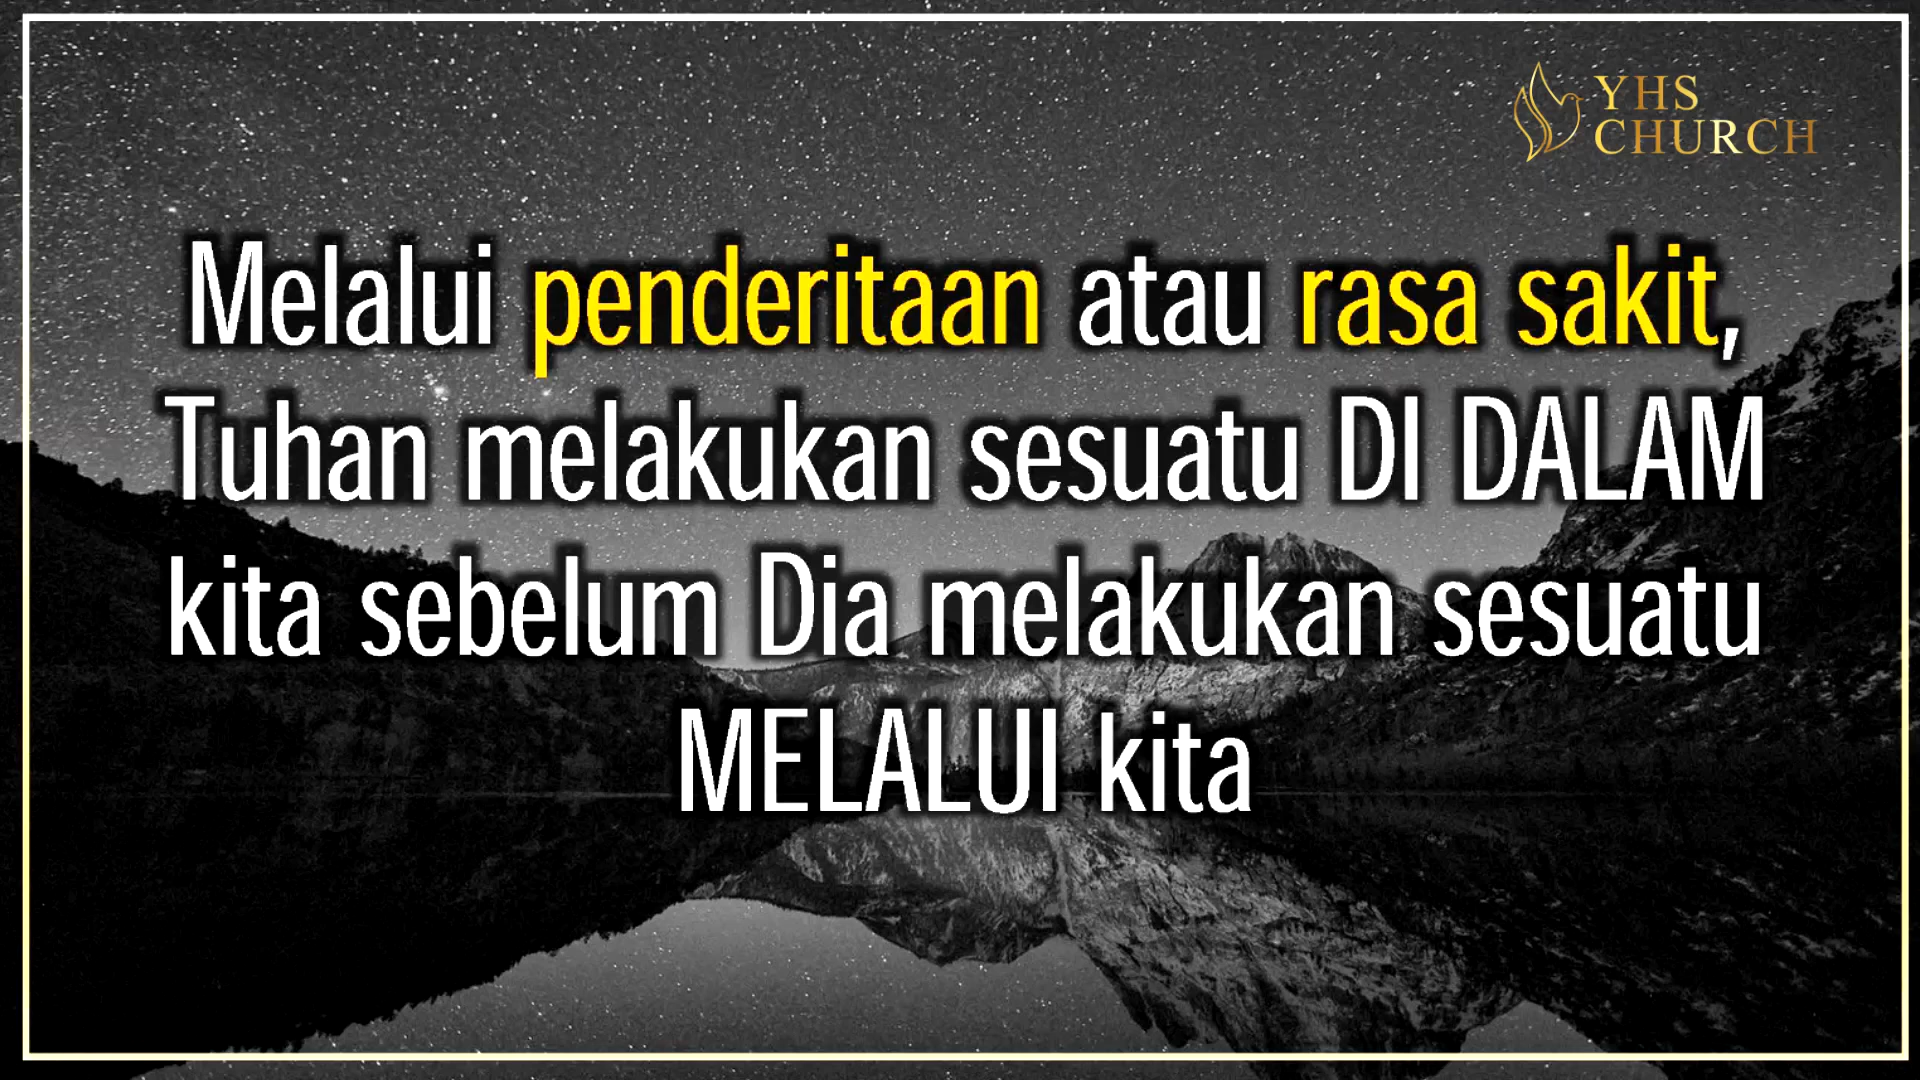 YHS
CHURCH
Melalui penderitaan atau rasa sakit,
Tuhan melakukan sesuatu DI DALAM
kita sebelum Dia melakukan sesuatu
MELALUI kita